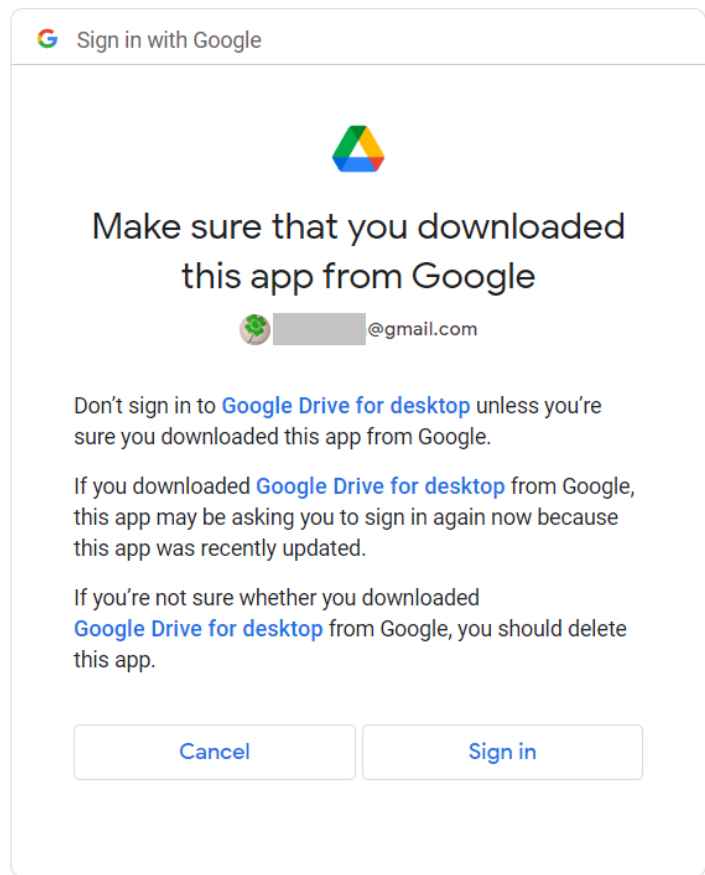 Sign in with Google
Make sure that you downloaded
this app from Google
@gmail.com
Don’t sign in to Google Drive for desktop unless you’re
sure you downloaded this app from Google.
If you downloaded Google Drive for desktop from Google,
this app may be asking you to sign in again now because
this app was recently updated.
If you’re not sure whether you downloaded
Google Drive for desktop from Google, you should delete
this app.
Cancel
Sign in